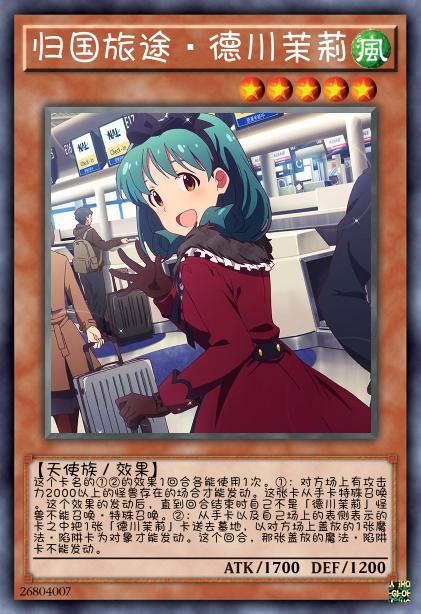 归国旅途·德川茉莉 風
E16
E17
【天使族／效果】
这个卡名的①②的效果1回合各能使用1次。①：对方场上有攻击
力2000以上的怪兽存在的场合才能发动。这张卡从手卡特殊召唤。
这个效果的发动后，直到回合结束时自己不是「德川茉莉」怪
兽不能召唤·特殊召唤。②：从手卡以及自己场上的表侧表示的
卡之中把1张「德川茉莉」卡送去墓地，以对方场上盖放的1张魔
法·陷阱卡为对象才能发动。这个回合，那张盖放的魔法·陷阱
卡不能发动。
ATK/1700 DEF/1200
26804007